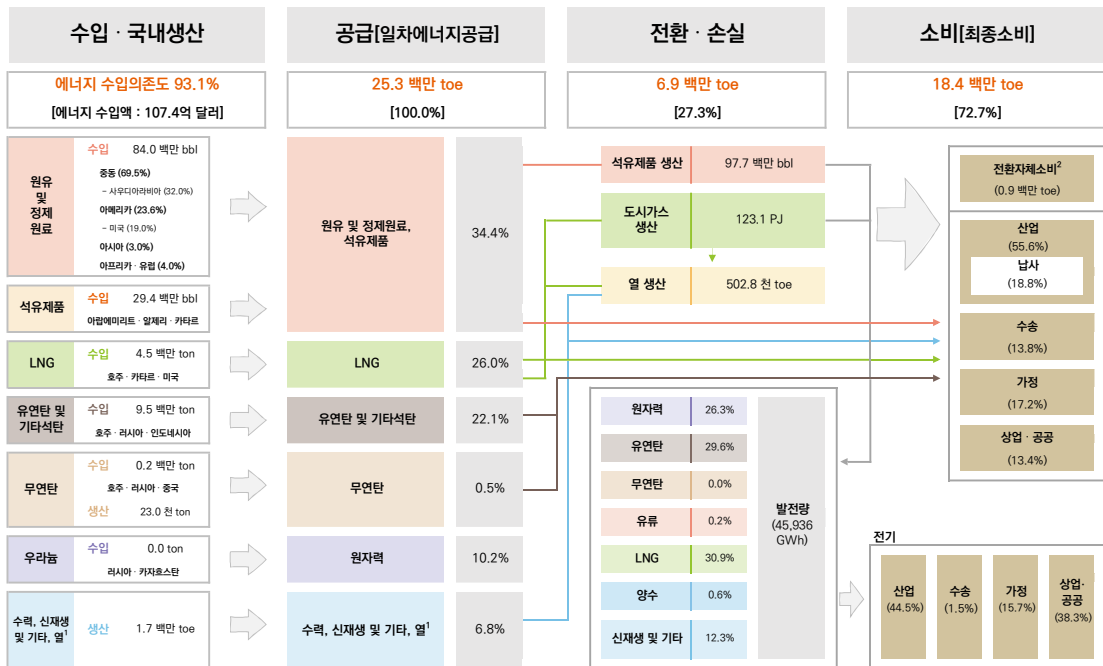 수입 · 국내생산
공급[일차에너지공급]
전환 · 손실
소비[최종소비]
에너지 수입의존도 93.1%
[에너지 수입액 : 107.4억 달러]
25.3 백만 toe
[100.0%]
6.9 백만 toe
[27.3%]
18.4 백만 toe
[72.7%]
원유
및
정제
원료
수입 84.0 백만 bbl
중동 (69.5%)
– 사우디아라비아 (32.0%)
아메리카 (23.6%)
– 미국 (19.0%)
아시아 (3.0%)
아프리카 · 유럽 (4.0%)
석유제품
수입 29.4 백만 bbl
아랍에미리트 · 알제리 · 카타르
LNG
수입 4.5 백만 ton
호주 · 카타르 · 미국
유연탄 및
기타석탄
수입 9.5 백만 ton
호주 · 러시아 · 인도네시아
무연탄
수입 0.2 백만 ton
호주 · 러시아 · 중국
생산 23.0 천 ton
우라늄
수입 0.0 ton
러시아 · 카자흐스탄
수력, 신재생
및 기타, 열1
생산 1.7 백만 toe
원유 및 정제원료,
석유제품
34.4%
LNG
26.0%
유연탄 및 기타석탄
22.1%
무연탄
0.5%
원자력
10.2%
수력, 신재생 및 기타, 열1
6.8%
석유제품 생산
97.7 백만 bbl
도시가스
생산
123.1 PJ
열 생산
502.8 천 toe
원자력 26.3%
유연탄 29.6%
무연탄 0.0%
유류 0.2%
LNG 30.9%
양수 0.6%
신재생 및 기타 12.3%
발전량
(45,936
GWh)
전환자체소비2
(0.9 백만 toe)
산업
(55.6%)
납사
(18.8%)
수송
(13.8%)
가정
(17.2%)
상업 · 공공
(13.4%)
전기
산업
(44.5%)
수송
(1.5%)
가정
(15.7%)
상업·
공공
(38.3%)